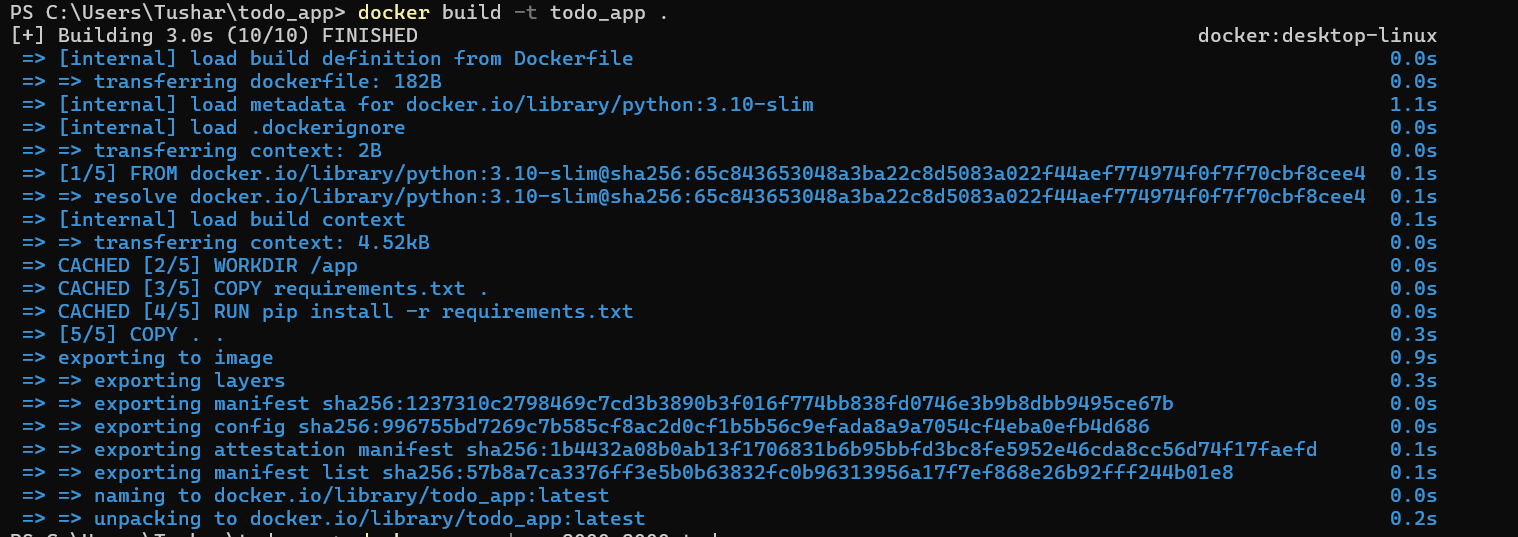 PS C:\Users\Tushar\todo_app> docker build -t todo_app .
[+] Building 3.0s (10/10) FINISHED docker:desktop-linux
=> [internal] load build definition from Dockerfile 0.0s
=> => transferring dockerfile: 182B 0.0s
=> [internal] load metadata for docker.io/library/python:3.10-slim 1.1s
=> [internal] load .dockerignore 0.0s
=> => transferring context: 2B 0.0s
=> [1/5] FROM docker.io/library/python:3.10-slim@sha256:65c843653048a3ba22c8d5083a022f44aef774974f0f7f70cbf8cee4 0.1s
=> => resolve docker.io/library/python:3.10-slim@sha256:65c843653048a3ba22c8d5083a022f44aef774974f0f7f70cbf8cee4 0.1s
=> [internal] load build context 0.1s
=> => transferring context: 4.52kB 0.0s
=> CACHED [2/5] WORKDIR /app 0.0s
=> CACHED [3/5] COPY requirements.txt . 0.0s
=> CACHED [4/5] RUN pip install -r requirements.txt 0.0s
=> [5/5] COPY . . 0.3s
=> exporting to image 0.9s
=> => exporting layers 0.3s
=> => exporting manifest sha256:1237310c2798469c7cd3b3890b3f016f774bb838fd0746e3b9b8dbb9495ce67b 0.0s
=> => exporting config sha256:996755bd7269c7b585cf8ac2d0cf1b5b56c9efada8a9a7054cf4eba0efb4d686 0.0s
=> => exporting attestation manifest sha256:1b4432a08b0ab13f1706831b6b95bbfd3bc8fe5952e46cda8cc56d74f17faefd 0.1s
=> => exporting manifest list sha256:57b8a7ca3376ff3e5b0b63832fc0b96313956a17f7ef868e26b92fff244b01e8 0.1s
=> => naming to docker.io/library/todo_app:latest 0.0s
=> => unpacking to docker.io/library/todo_app:latest 0.2s